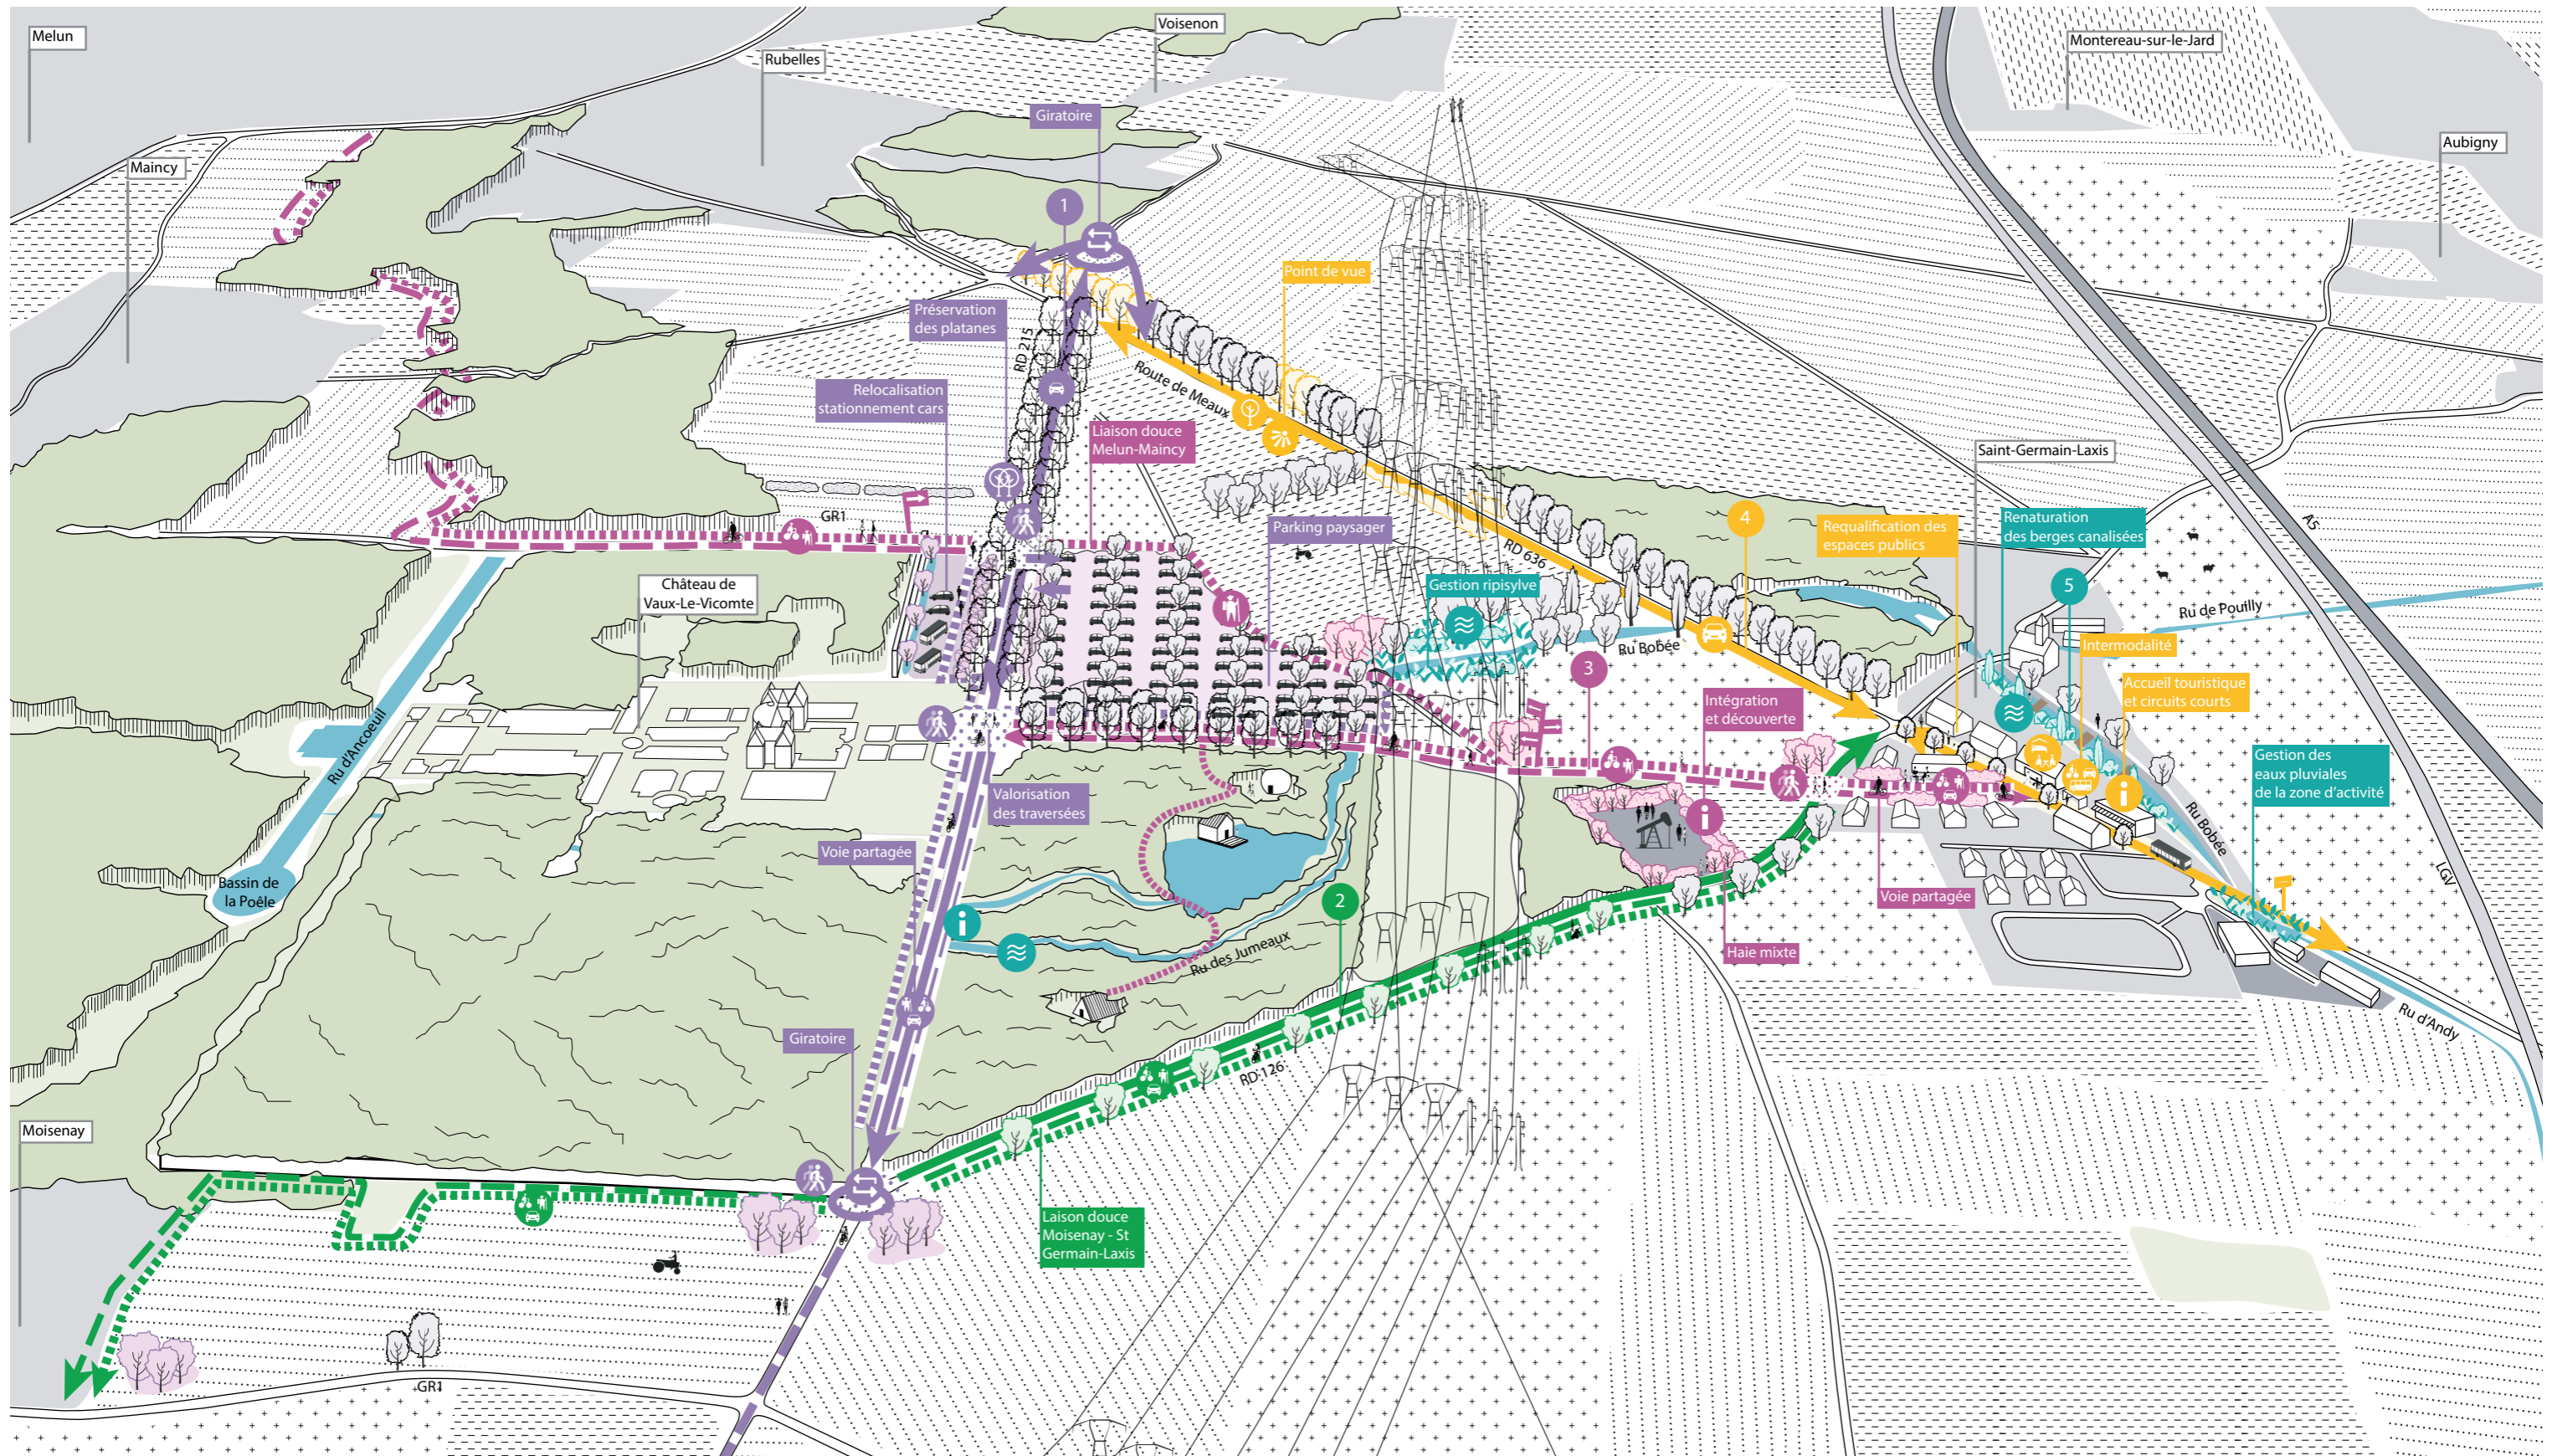 Melun
Voisenon
Montereau-sur-le-Jard
Rubelles
Giratoire
Aubigny
Maincy
1
Point de vue
Préservation
des platanes
RD 215
Route de Meaux
Relocalisation
stationnement cars
Liaison douce
Melun-Maincy
Saint-Germain-Laxis
GR1
Parking paysager
4
RD 636
Requalification des
espaces publics
Renaturation
des berges canalisées
A5
Château de
Vaux-Le-Vicomte
Gestion ripisylve
5
Ru de Pouilly
Ru Bobée
3
Intermodalité
Accueil touristique
et circuits courts
Intégration
et découverte
Ru d'Ancoeuil
Valorisation
des traversées
Gestion des
eaux pluviales
de la zone d'activité
i
i
Ru Bobée
Voie partagée
Bassin de
la Poêle
2
i
Voie partagée
LGV
Ru des Jumeaux
Haie mixte
Giratoire
RD 126
Ru d'Andy
Moisenay
Laison douce
Moisenay - St
Germain-Laxis
GR1